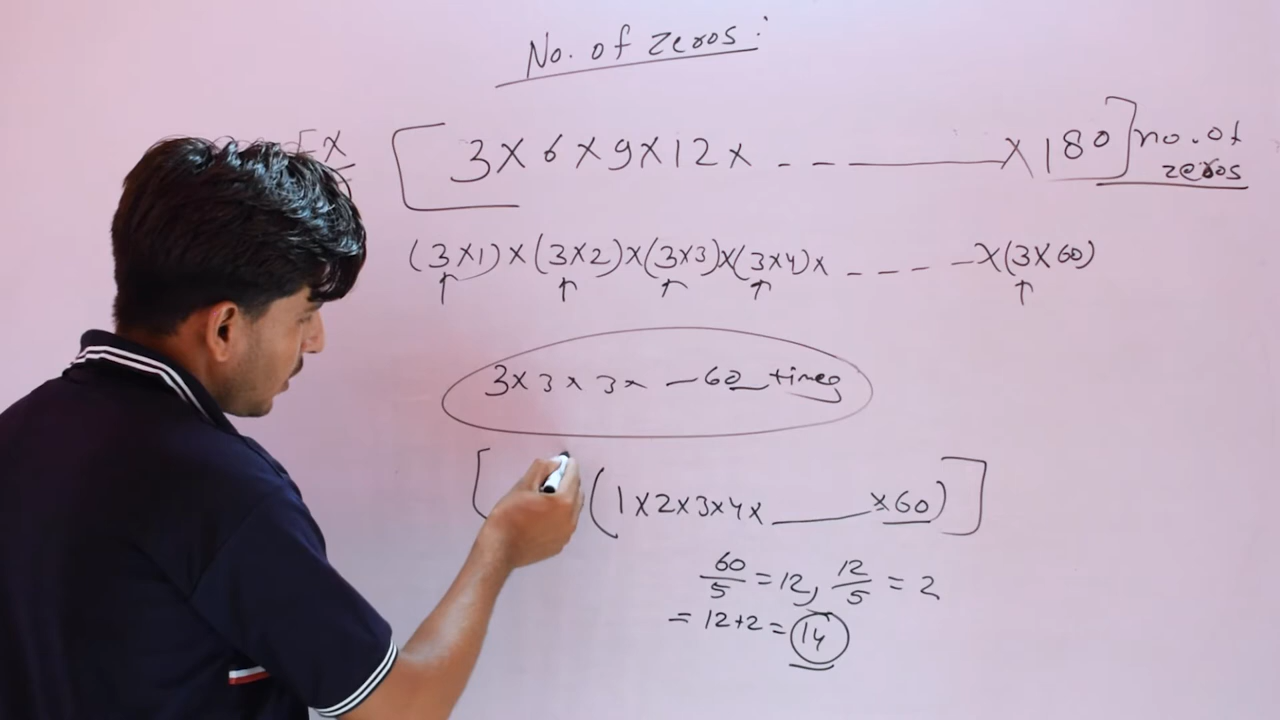 No. of zeros:
Ex [3×6×9×12× - - —— ×180] no. of
zeros
(3×1)×(3×2)×(3×3)×(3×4)× - - - - ×(3×60)
3×3×3× —60 times
[ (1×2×3×4× —— ×60)]
60/5 = 12, 12/5 = 2
= 12+2 = 14